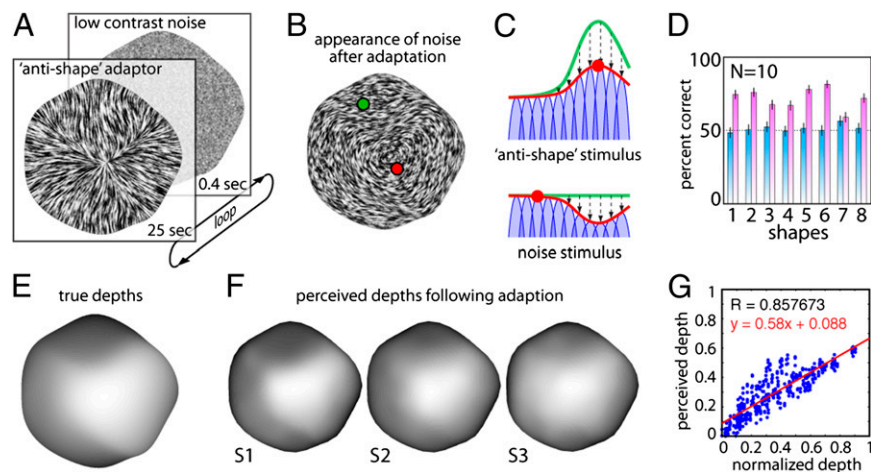 A
low contrast noise
'anti-shape' adaptor
0.4 sec
25 sec
loop
B
appearance of noise
after adaptation
C
'anti-shape' stimulus
noise stimulus
D
N=10
percent correct
100
50
0
1 2 3 4 5 6 7 8
shapes
E
true depths
F
perceived depths following adaption
S1
S2
S3
G
R = 0.857673
y = 0.58x + 0.088
perceived depth
1
0.8
0.6
0.4
0.2
0
0 0.2 0.4 0.6 0.8 1
normalized depth